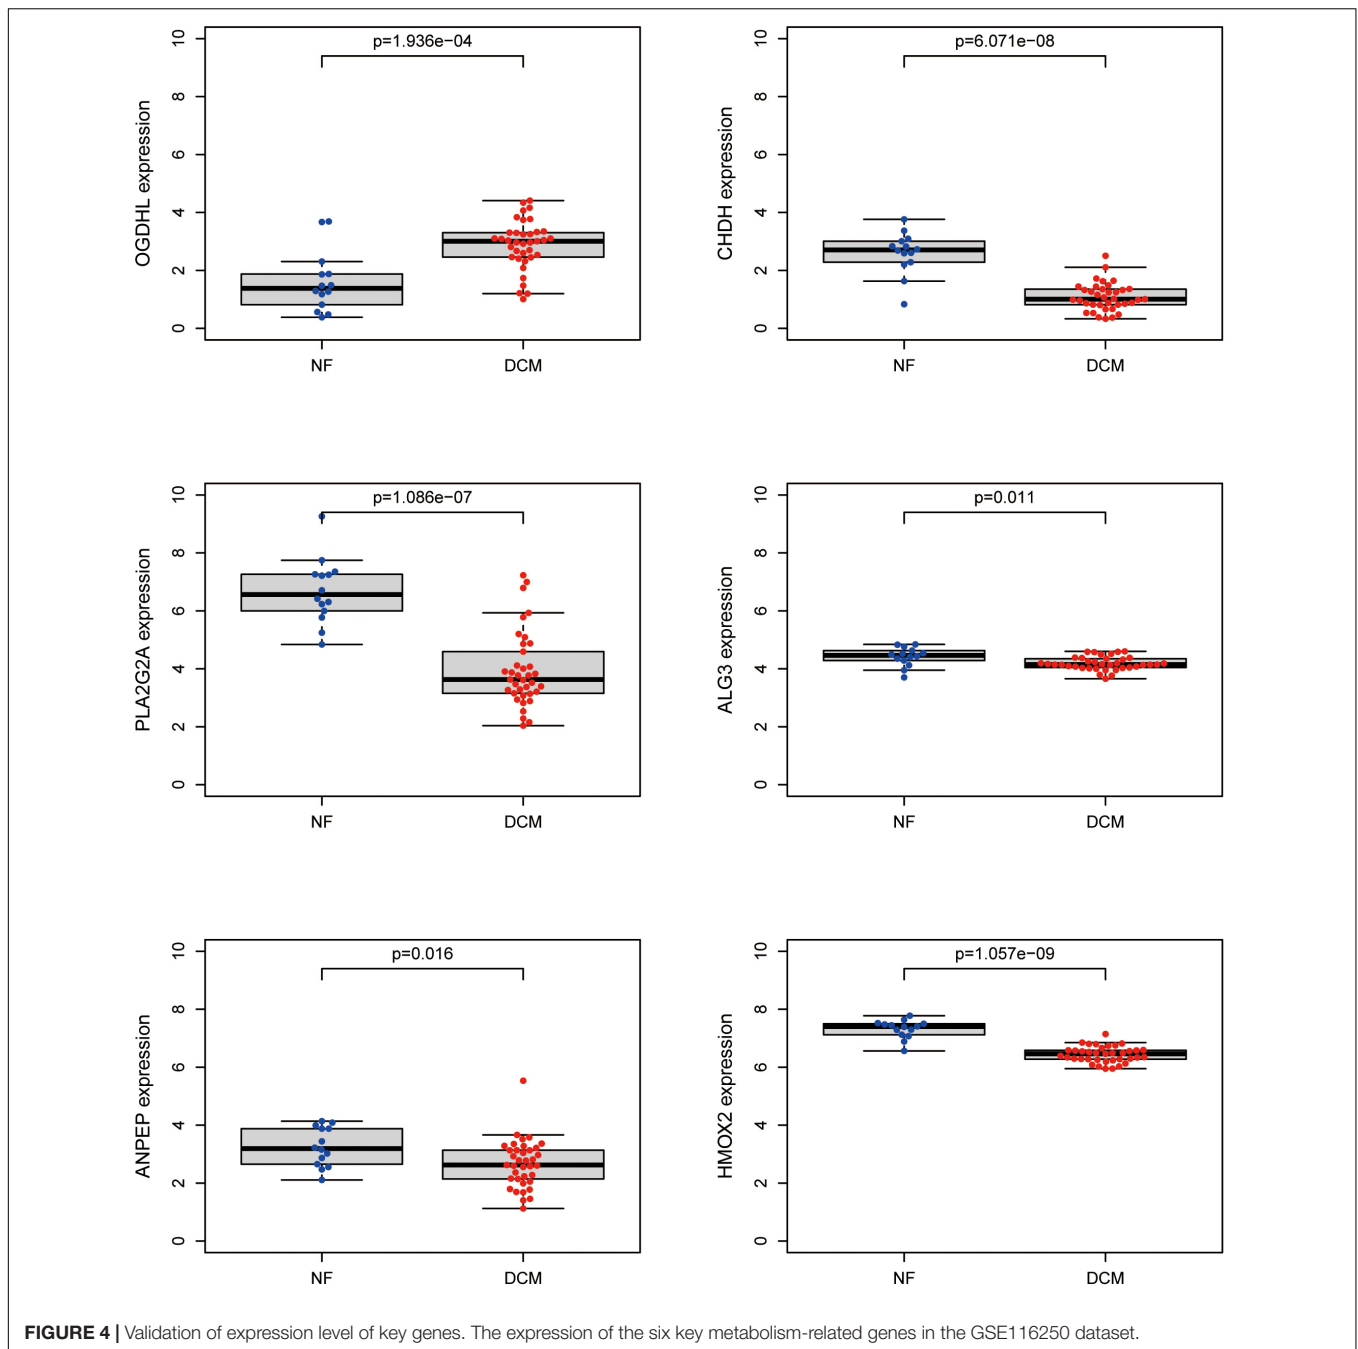 p=1.936e−04
OGDHL expression
0 2 4 6 8 10
NF DCM
p=6.071e−08
CHDH expression
0 2 4 6 8 10
NF DCM
p=1.086e−07
PLA2G2A expression
0 2 4 6 8 10
NF DCM
p=0.011
ALG3 expression
0 2 4 6 8 10
NF DCM
p=0.016
ANPEP expression
0 2 4 6 8 10
NF DCM
p=1.057e−09
HMOX2 expression
0 2 4 6 8 10
NF DCM
FIGURE 4 | Validation of expression level of key genes. The expression of the six key metabolism-related genes in the GSE116250 dataset.